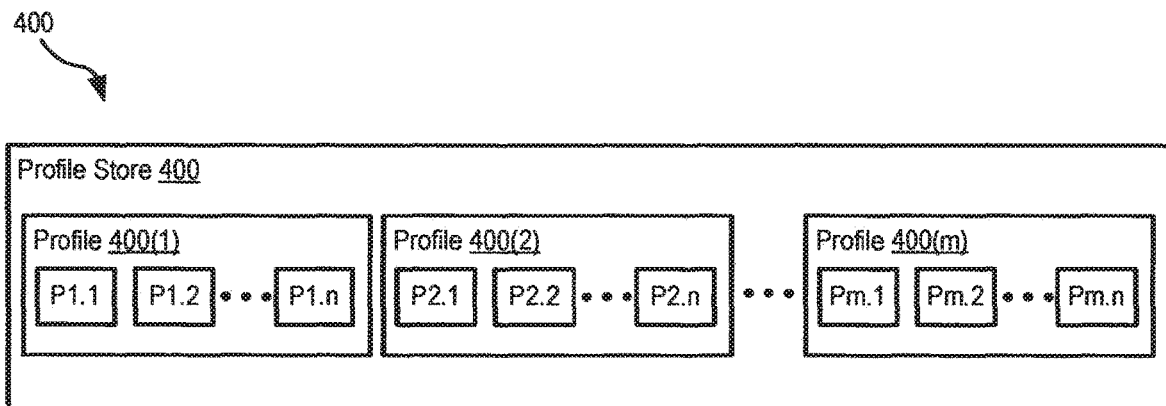 400
Profile Store 400
Profile 400(1) Profile 400(2) Profile 400(m)
P1.1 P1.2 ••• P1.n P2.1 P2.2 ••• P2.n ••• Pm.1 Pm.2 ••• Pm.n